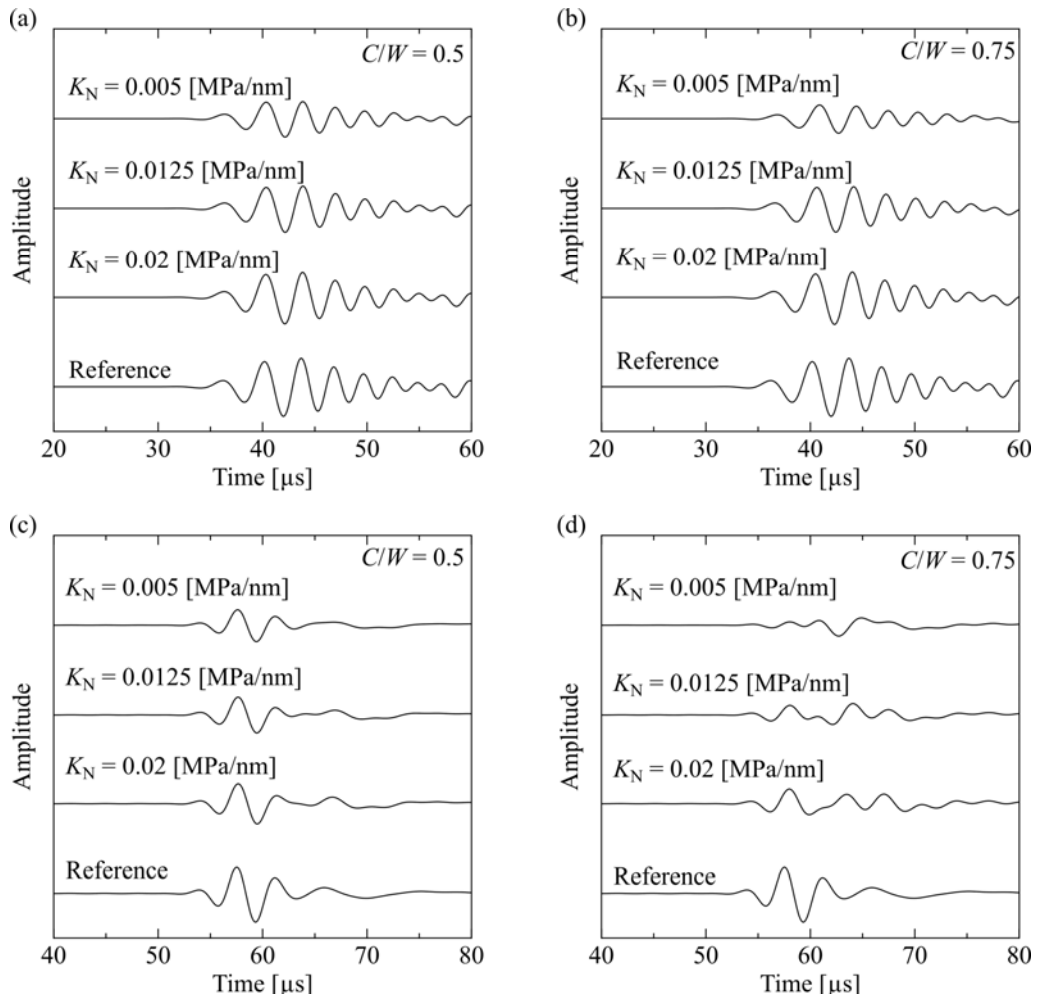 (a)
C/W = 0.5
K_N = 0.005 [MPa/nm]
K_N = 0.0125 [MPa/nm]
K_N = 0.02 [MPa/nm]
Reference
Amplitude
20 30 40 50 60
Time [µs]
(b)
C/W = 0.75
K_N = 0.005 [MPa/nm]
K_N = 0.0125 [MPa/nm]
K_N = 0.02 [MPa/nm]
Reference
Amplitude
20 30 40 50 60
Time [µs]
(c)
C/W = 0.5
K_N = 0.005 [MPa/nm]
K_N = 0.0125 [MPa/nm]
K_N = 0.02 [MPa/nm]
Reference
Amplitude
40 50 60 70 80
Time [µs]
(d)
C/W = 0.75
K_N = 0.005 [MPa/nm]
K_N = 0.0125 [MPa/nm]
K_N = 0.02 [MPa/nm]
Reference
Amplitude
40 50 60 70 80
Time [µs]